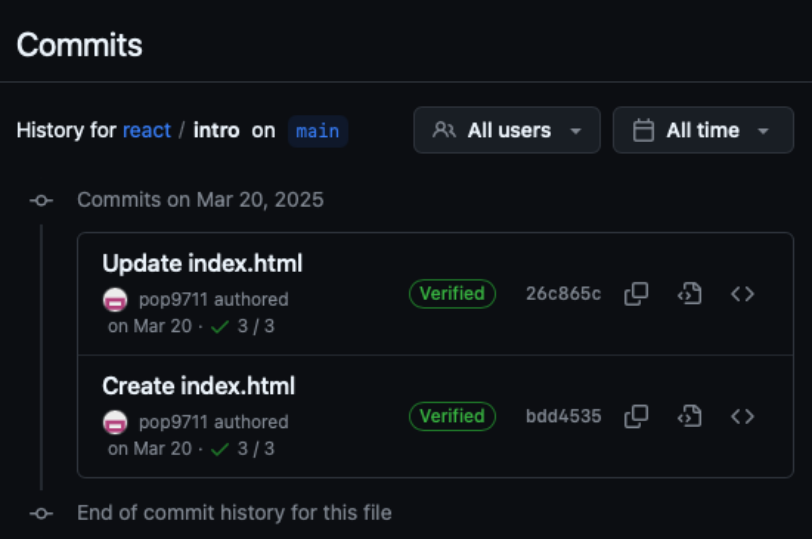 Commits
History for react / intro on main All users All time
Commits on Mar 20, 2025
Update index.html
pop9711 authored
on Mar 20 · ✓ 3 / 3
Verified 26c865c
Create index.html
pop9711 authored
on Mar 20 · ✓ 3 / 3
Verified bdd4535
End of commit history for this file